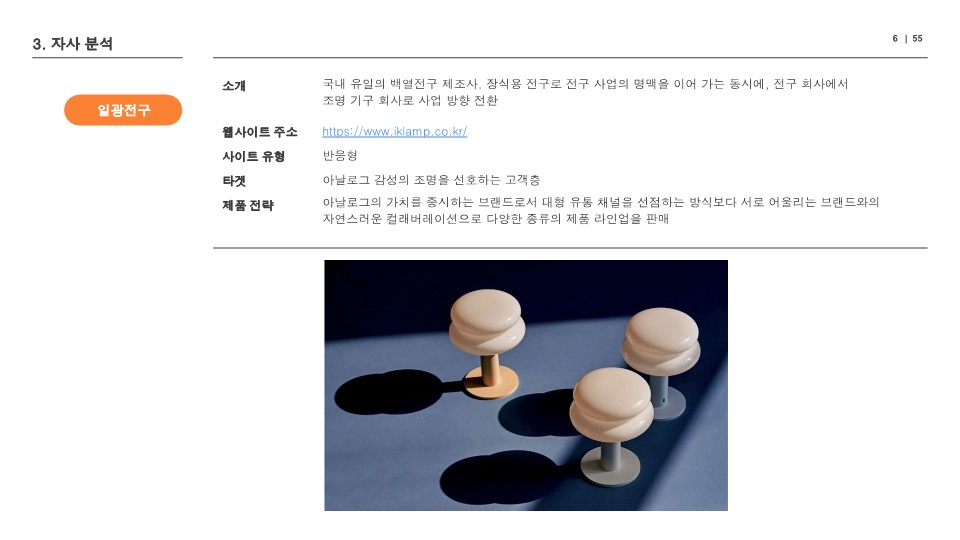 3. 자사 분석
6 | 55
일광전구
소개
국내 유일의 백열전구 제조사. 장식용 전구로 전구 사업의 명맥을 이어 가는 동시에, 전구 회사에서
조명 기구 회사로 사업 방향 전환
웹사이트 주소
https://www.iklamp.co.kr/
사이트 유형
반응형
타겟
아날로그 감성의 조명을 선호하는 고객층
제품 전략
아날로그의 가치를 중시하는 브랜드로서 대형 유통 채널을 선점하는 방식보다 서로 어울리는 브랜드와의
자연스러운 컬래버레이션으로 다양한 종류의 제품 라인업을 판매